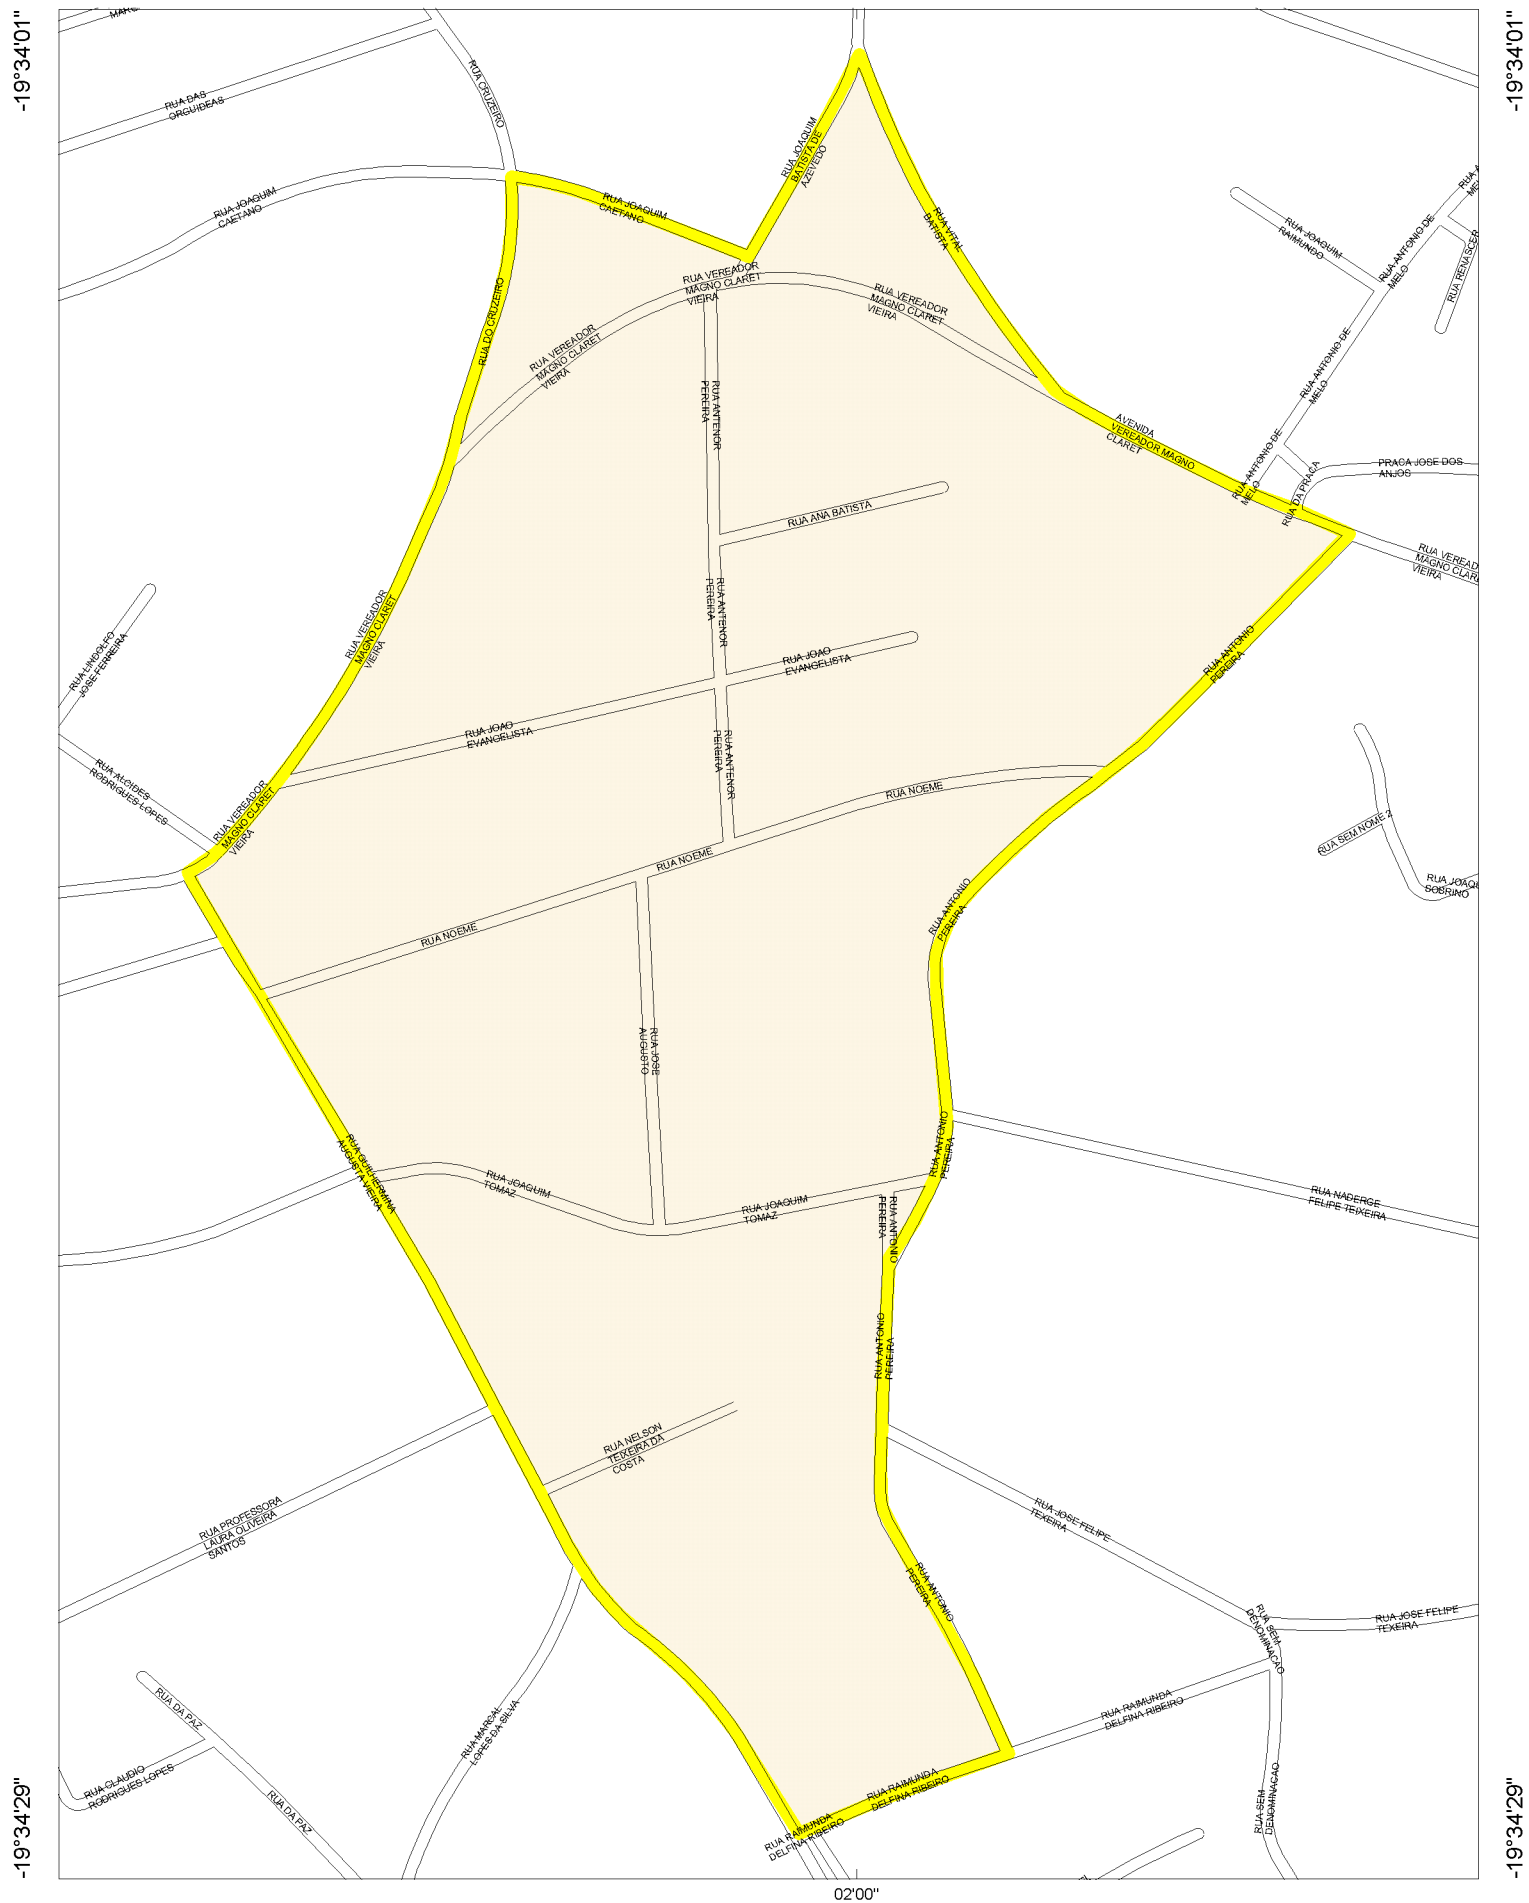 -19°34'01"
-19°34'01"
RUA DAS
ORGUIDEAS
RUA CRUZEIRO
RUA JOAQUIM
BATISTA DE
AZEVEDO
RUA JOAQUIM
CAETANO
RUA JOAQUIM
CAETANO
RUA VITAL
BATISTA
RUA JOAQUIM
RAIMUNDO
RUA ANTONIO DE
MELO
RUA RENASCER
RUA VEREADOR
MAGNO CLARET
VIEIRA
RUA VEREADOR
MAGNO CLARET
VIEIRA
RUA DO CRUZEIRO
RUA VEREADOR
MAGNO CLARET
VIEIRA
RUA ANTONIO DE
MELO
RUA ANTENOR
PEREIRA
AVENIDA
VEREADOR MAGNO
CLARET
RUA ANTONIO DE
MELO
RUA DA PRACA
PRACA JOSE DOS
ANJOS
RUA ANA BATISTA
RUA VEREAD
MAGNO CLAR
VIEIRA
RUA ANTENOR
PEREIRA
RUA VEREADOR
MAGNO CLARET
VIEIRA
RUA LINDOLFO
JOSE FERREIRA
RUA JOAO
EVANGELISTA
RUA ANTONIO
PEREIRA
RUA JOAO
EVANGELISTA
RUA ANTENOR
PEREIRA
RUA ALCIDES
RODRIGUES LOPES
RUA VEREADOR
MAGNO CLARET
VIEIRA
RUA NOEME
RUA SEM NOME 2
RUA NOEME
RUA JOAQU
SOBRINO
RUA ANTONIO
PEREIRA
RUA NOEME
RUA JOSE
AUGUSTO
RUA GUILHERMINA
AUGUSTA VIEIRA
RUA ANTONIO
PEREIRA
RUA JOAQUIM
TOMAZ
RUA JOAQUIM
TOMAZ
RUA ANTONIO
PEREIRA
RUA NADERGE
FELIPE TEIXEIRA
RUA ANTONIO
PEREIRA
RUA NELSON
TEIXEIRA DA
COSTA
RUA PROFESSORA
LAURA OLIVEIRA
SANTOS
RUA JOSE FELIPE
TEXEIRA
RUA ANTONIO
PEREIRA
RUA SEM
DENOMINACAO
RUA JOSE FELIPE
TEXEIRA
RUA DA PAZ
RUA MARCAL
LOPES DA SILVA
RUA RAIMUNDA
DELFINA RIBEIRO
RUA CLAUDIO
RODRIGUES LOPES
RUA DA PAZ
RUA RAIMUNDA
DELFINA RIBEIRO
RUA RAIMUNDA
DELFINA RIBEIRO
RUA SEM
DENOMINACAO
-19°34'29"
-19°34'29"
02'00"